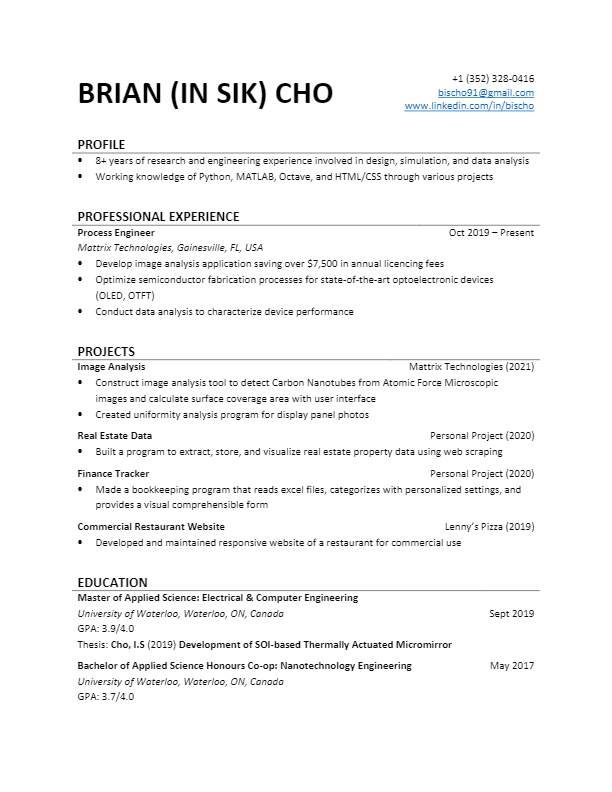 BRIAN (IN SIK) CHO
+1 (352) 328-0416
bischo91@gmail.com
www.linkedin.com/in/bischo
PROFILE
• 8+ years of research and engineering experience involved in design, simulation, and data analysis
• Working knowledge of Python, MATLAB, Octave, and HTML/CSS through various projects
PROFESSIONAL EXPERIENCE
Process Engineer Oct 2019 – Present
Mattrix Technologies, Gainesville, FL, USA
• Develop image analysis application saving over $7,500 in annual licencing fees
• Optimize semiconductor fabrication processes for state-of-the-art optoelectronic devices
(OLED, OTFT)
• Conduct data analysis to characterize device performance
PROJECTS
Image Analysis Mattrix Technologies (2021)
• Construct image analysis tool to detect Carbon Nanotubes from Atomic Force Microscopic
images and calculate surface coverage area with user interface
• Created uniformity analysis program for display panel photos
Real Estate Data Personal Project (2020)
• Built a program to extract, store, and visualize real estate property data using web scraping
Finance Tracker Personal Project (2020)
• Made a bookkeeping program that reads excel files, categorizes with personalized settings, and
provides a visual comprehensible form
Commercial Restaurant Website Lenny's Pizza (2019)
• Developed and maintained responsive website of a restaurant for commercial use
EDUCATION
Master of Applied Science: Electrical & Computer Engineering
University of Waterloo, Waterloo, ON, Canada Sept 2019
GPA: 3.9/4.0
Thesis: Cho, I.S (2019) Development of SOI-based Thermally Actuated Micromirror
Bachelor of Applied Science Honours Co-op: Nanotechnology Engineering May 2017
University of Waterloo, Waterloo, ON, Canada
GPA: 3.7/4.0